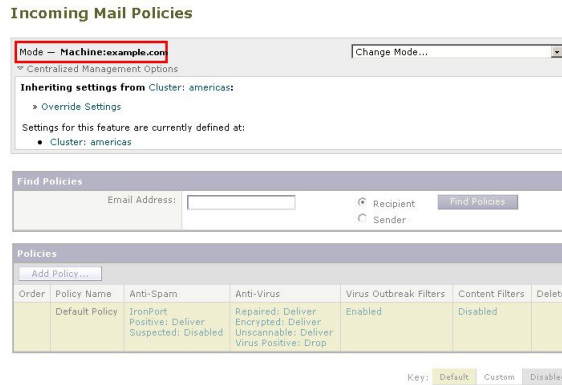 Incoming Mail Policies
Mode — Machine:example.com
Change Mode...
Centralized Management Options
Inheriting settings from Cluster: americas:
» Override Settings
Settings for this feature are currently defined at:
• Cluster: americas
Find Policies
Email Address:
Recipient
Find Policies
Sender
Policies
Add Policy...
Order Policy Name Anti-Spam Anti-Virus Virus Outbreak Filters Content Filters Delete
Default Policy IronPort Repaired: Deliver Enabled Disabled
Positive: Deliver Encrypted: Deliver
Suspected: Disabled Unscannable: Deliver
Virus Positive: Drop
Key: Default Custom Disabled